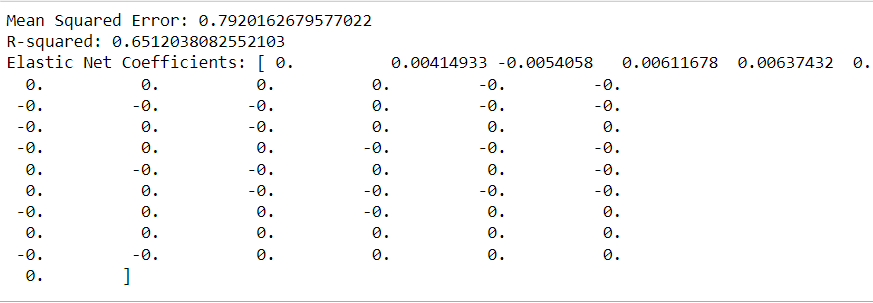 Mean Squared Error: 0.7920162679577022
R-squared: 0.6512038082552103
Elastic Net Coefficients: [ 0. 0.00414933 -0.0054058 0.00611678 0.00637432 0.
0. 0. 0. 0. -0. -0.
-0. -0. -0. 0. -0. -0.
-0. 0. -0. 0. 0. 0.
-0. 0. 0. -0. -0. -0.
0. -0. -0. 0. 0. -0.
0. 0. -0. -0. -0. -0.
-0. 0. 0. -0. 0. 0.
0. 0. 0. 0. 0. 0.
-0. -0. 0. 0. 0. 0.
0. ]